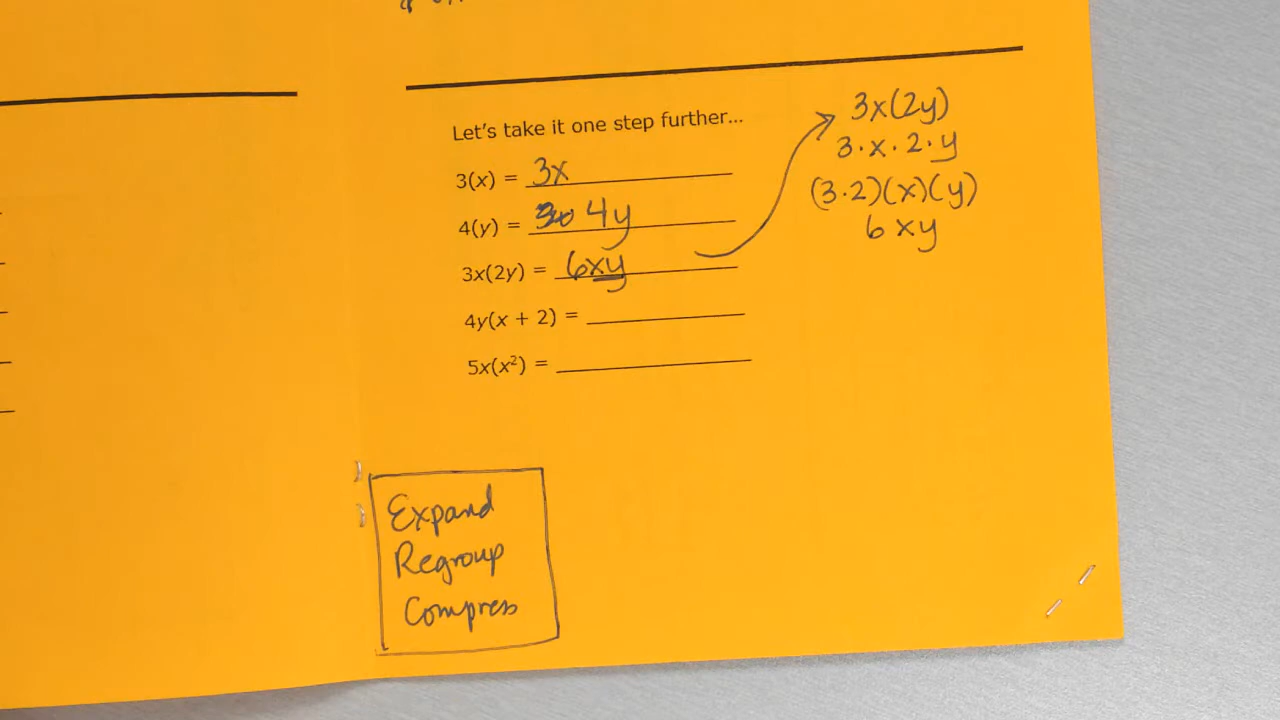 Let's take it one step further...
3(x) = 3x
4(y) = 4y
3x(2y) = 6xy
4y(x + 2) =
5x(x²) =
3x(2y)
3·x·2·y
(3·2)(x)(y)
6xy
Expand
Regroup
Compress